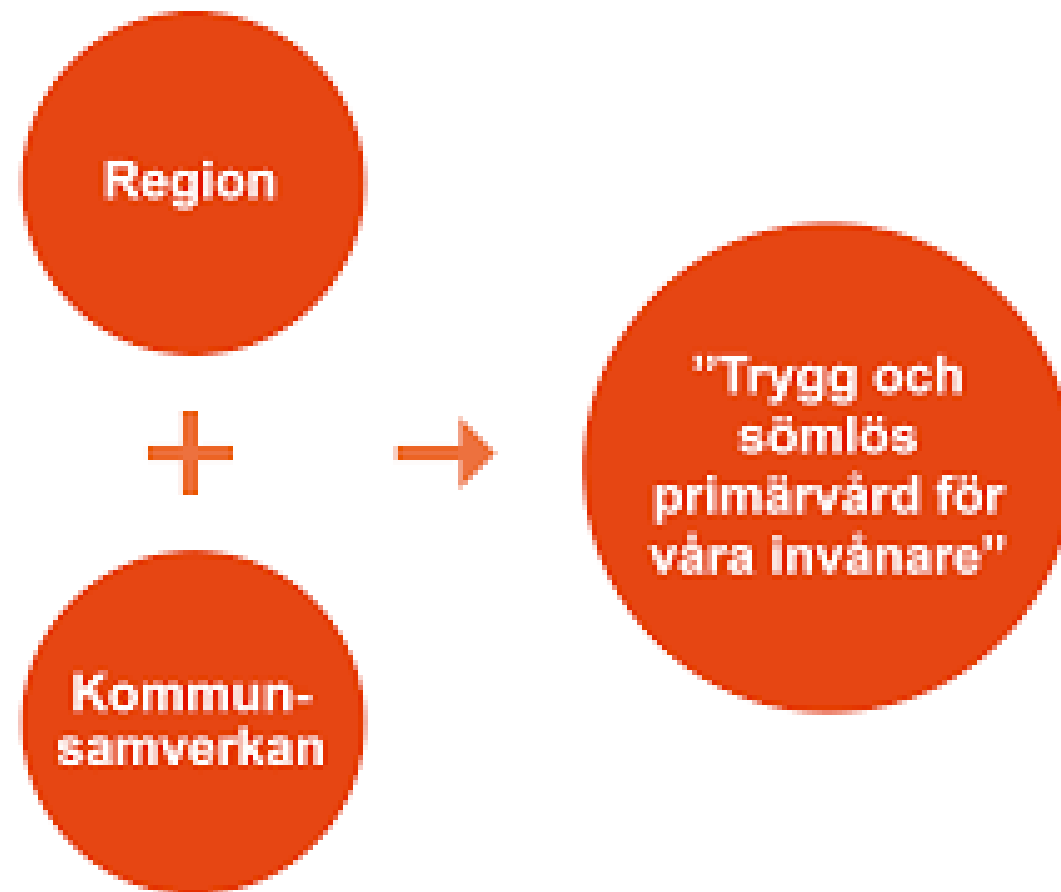 Region
Kommun-
samverkan
”Trygg och
sömlös
primärvård för
våra invånare”